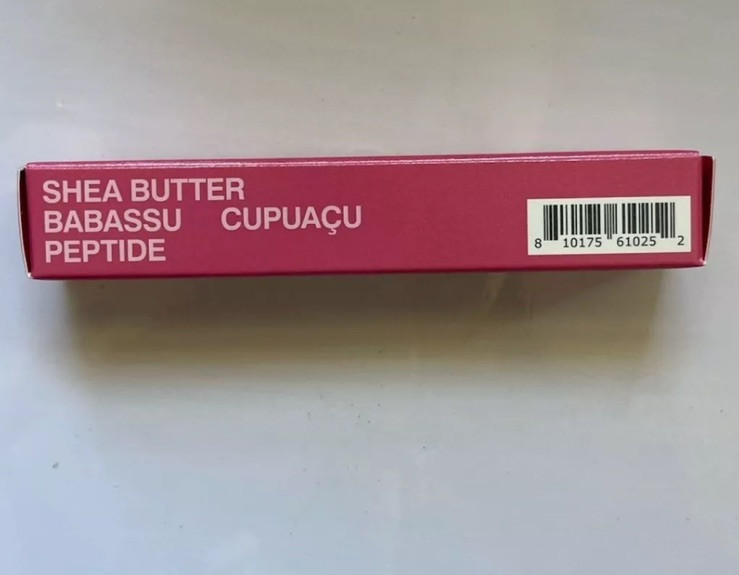 SHEA BUTTER
BABASSU CUPUAÇU
PEPTIDE
8 10175 61025 2